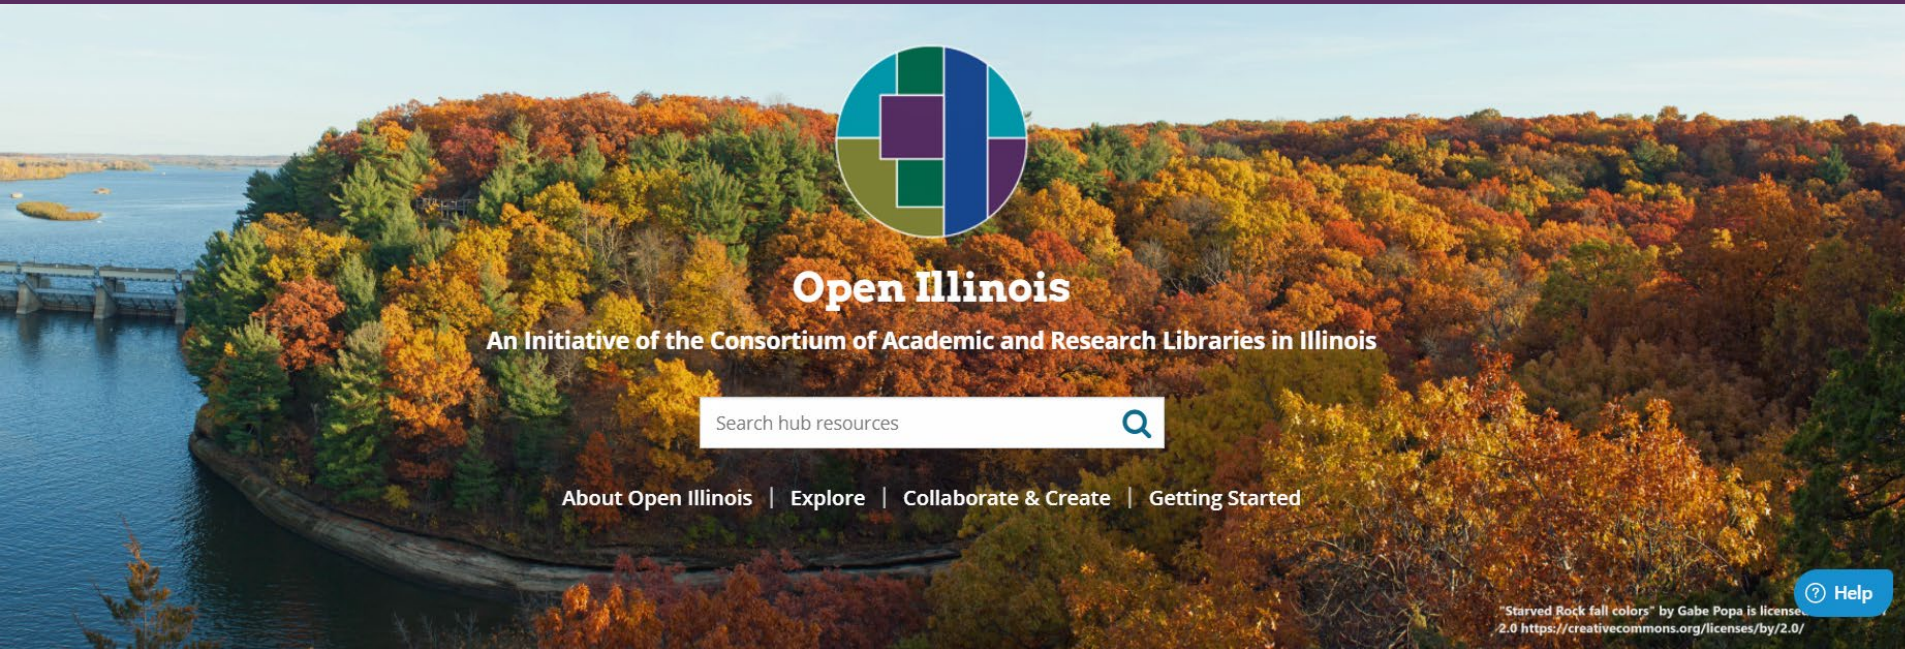 Open Illinois
An Initiative of the Consortium of Academic and Research Libraries in Illinois
Search hub resources
About Open Illinois | Explore | Collaborate & Create | Getting Started
Help
"Starved Rock fall colors" by Gabe Popa is
2.0 https://creativecommons.org/licenses/by/2.0/